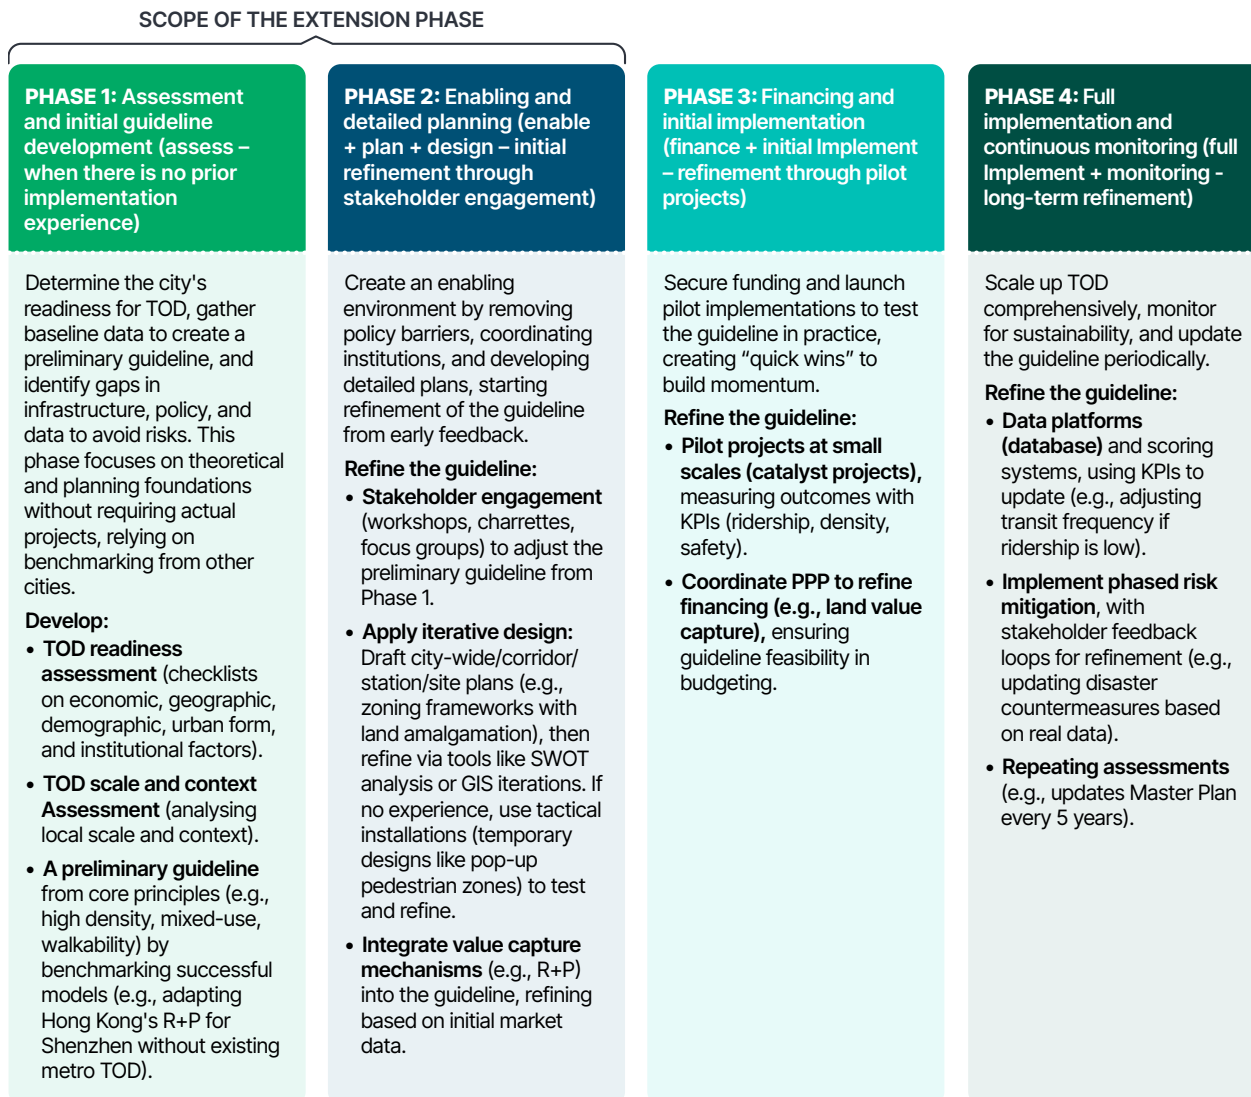 SCOPE OF THE EXTENSION PHASE
PHASE 1: Assessment
and initial guideline
development (assess –
when there is no prior
implementation
experience)
Determine the city's
readiness for TOD, gather
baseline data to create a
preliminary guideline, and
identify gaps in
infrastructure, policy, and
data to avoid risks. This
phase focuses on theoretical
and planning foundations
without requiring actual
projects, relying on
benchmarking from other
cities.
Develop:
• TOD readiness
assessment (checklists
on economic, geographic,
demographic, urban form,
and institutional factors).
• TOD scale and context
Assessment (analysing
local scale and context).
• A preliminary guideline
from core principles (e.g.,
high density, mixed-use,
walkability) by
benchmarking successful
models (e.g., adapting
Hong Kong's R+P for
Shenzhen without existing
metro TOD).
PHASE 2: Enabling and
detailed planning (enable
+ plan + design – initial
refinement through
stakeholder engagement)
Create an enabling
environment by removing
policy barriers, coordinating
institutions, and developing
detailed plans, starting
refinement of the guideline
from early feedback.
Refine the guideline:
• Stakeholder engagement
(workshops, charrettes,
focus groups) to adjust the
preliminary guideline from
Phase 1.
• Apply iterative design:
Draft city-wide/corridor/
station/site plans (e.g.,
zoning frameworks with
land amalgamation), then
refine via tools like SWOT
analysis or GIS iterations. If
no experience, use tactical
installations (temporary
designs like pop-up
pedestrian zones) to test
and refine.
• Integrate value capture
mechanisms (e.g., R+P)
into the guideline, refining
based on initial market
data.
PHASE 3: Financing and
initial implementation
(finance + initial Implement
– refinement through pilot
projects)
Secure funding and launch
pilot implementations to test
the guideline in practice,
creating “quick wins” to
build momentum.
Refine the guideline:
• Pilot projects at small
scales (catalyst projects),
measuring outcomes with
KPIs (ridership, density,
safety).
• Coordinate PPP to refine
financing (e.g., land value
capture), ensuring
guideline feasibility in
budgeting.
PHASE 4: Full
implementation and
continuous monitoring (full
Implement + monitoring -
long-term refinement)
Scale up TOD
comprehensively, monitor
for sustainability, and update
the guideline periodically.
Refine the guideline:
• Data platforms
(database) and scoring
systems, using KPIs to
update (e.g., adjusting
transit frequency if
ridership is low).
• Implement phased risk
mitigation, with
stakeholder feedback
loops for refinement (e.g.,
updating disaster
countermeasures based
on real data).
• Repeating assessments
(e.g., updates Master Plan
every 5 years).